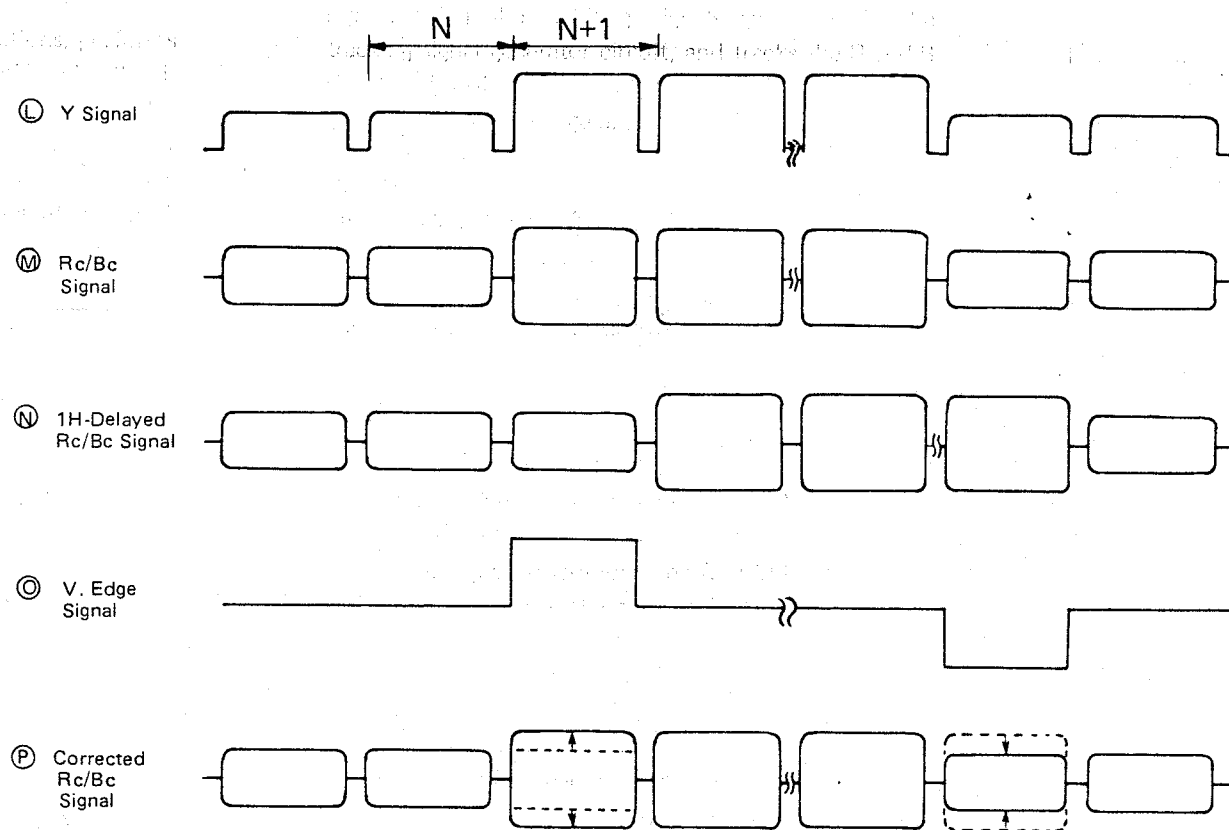 N N+1
Ⓛ Y Signal
Ⓜ Rc/Bc
Signal
Ⓝ 1H-Delayed
Rc/Bc Signal
Ⓞ V. Edge
Signal
Ⓟ Corrected
Rc/Bc
Signal